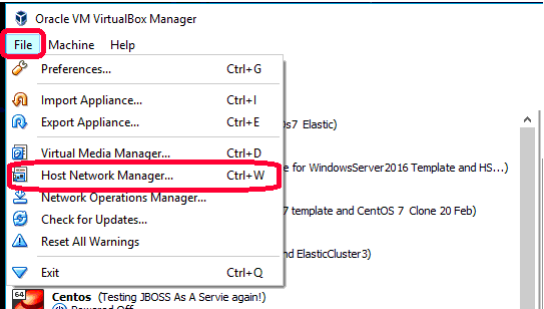 Oracle VM VirtualBox Manager
File Machine Help
Preferences... Ctrl+G
Import Appliance... Ctrl+I
Export Appliance... Ctrl+E
s7 Elastic)
Virtual Media Manager... Ctrl+D
Host Network Manager... Ctrl+W
e for WindowsServer2016 Template and HS...)
Network Operations Manager...
7 template and CentOS 7 Clone 20 Feb)
Check for Updates...
Reset All Warnings
nd ElasticCluster3)
Exit Ctrl+Q
64 Centos (Testing JBOSS As A Servie again!)
Powered Off